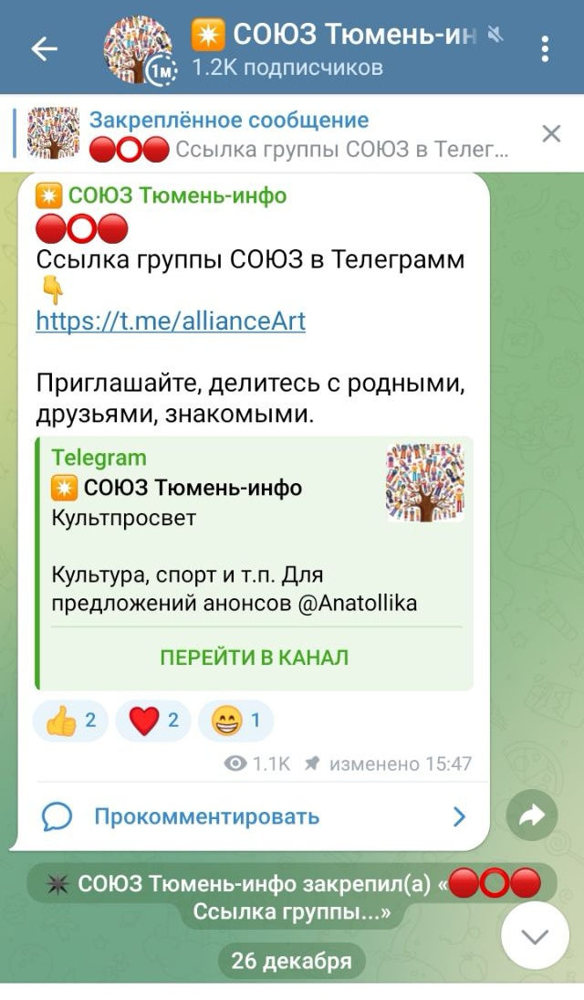 СОЮЗ Тюмень-ин
1м
1.2K подписчиков
Закреплённое сообщение
Ссылка группы СОЮЗ в Телег...
СОЮЗ Тюмень-инфо
Ссылка группы СОЮЗ в Телеграмм
https://t.me/allianceArt
Приглашайте, делитесь с родными,
друзьями, знакомыми.
Telegram
СОЮЗ Тюмень-инфо
Культпросвет
Культура, спорт и т.п. Для
предложений анонсов @Anatollika
ПЕРЕЙТИ В КАНАЛ
2 2 1
1.1K изменено 15:47
Прокомментировать
СОЮЗ Тюмень-инфо закрепил(а) «🔴⭕🔴
Ссылка группы...»
26 декабря